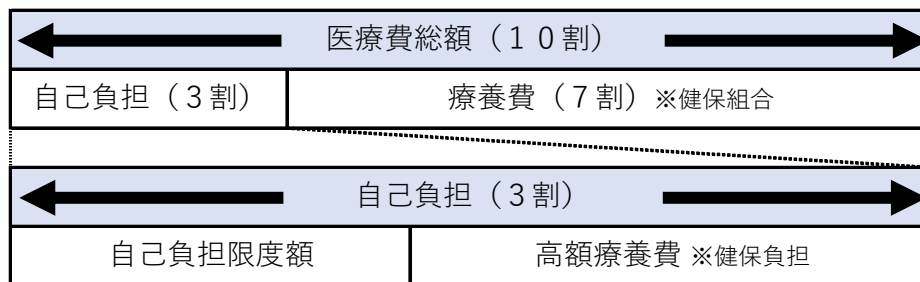 医療費総額（１０割）
自己負担（３割）
療養費（７割）※健保組合
自己負担（３割）
自己負担限度額
高額療養費 ※健保負担